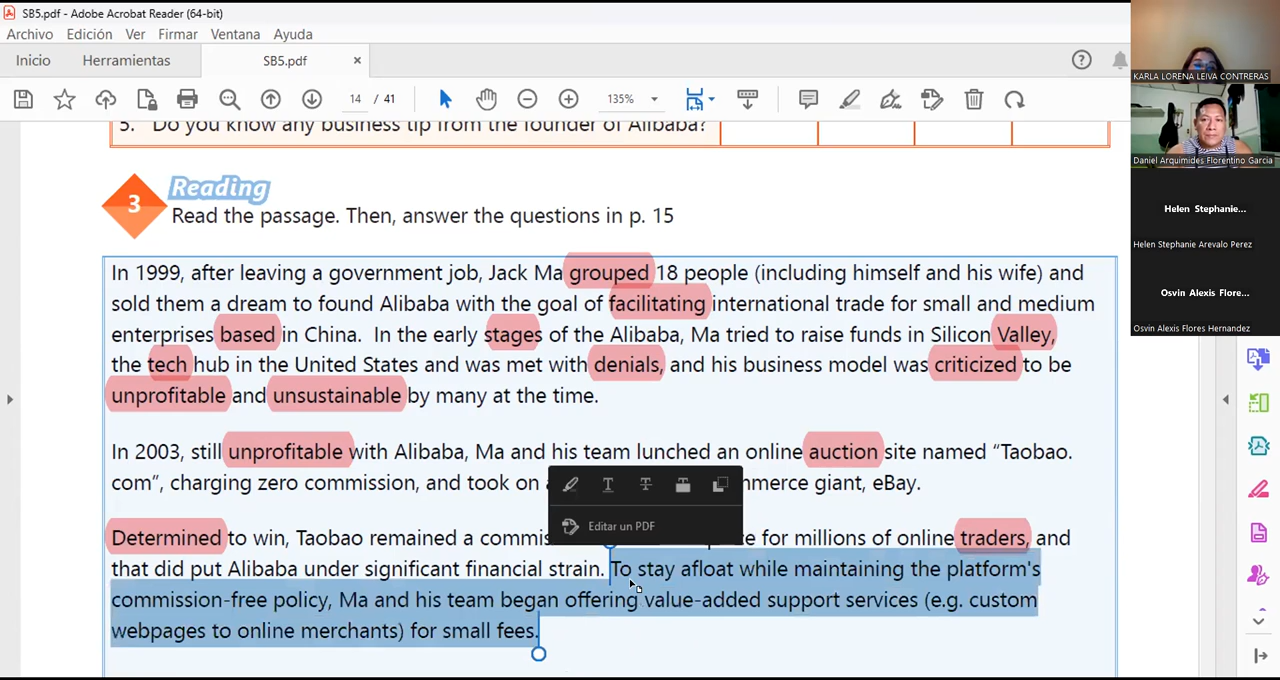 SB5.pdf - Adobe Acrobat Reader (64-bit)
Archivo Edición Ver Firmar Ventana Ayuda
Inicio Herramientas SB5.pdf ×
14 / 41 135%
5. Do you know any business tip from the founder of Alibaba?
3 Reading
Read the passage. Then, answer the questions in p. 15
In 1999, after leaving a government job, Jack Ma grouped 18 people (including himself and his wife) and
sold them a dream to found Alibaba with the goal of facilitating international trade for small and medium
enterprises based in China. In the early stages of the Alibaba, Ma tried to raise funds in Silicon Valley,
the tech hub in the United States and was met with denials, and his business model was criticized to be
unprofitable and unsustainable by many at the time.
In 2003, still unprofitable with Alibaba, Ma and his team lunched an online auction site named “Taobao.
com”, charging zero commission, and took on a mmerce giant, eBay.
Editar un PDF
Determined to win, Taobao remained a commis e for millions of online traders, and
that did put Alibaba under significant financial strain. To stay afloat while maintaining the platform's
commission-free policy, Ma and his team began offering value-added support services (e.g. custom
webpages to online merchants) for small fees.
KARLA LORENA LEIVA CONTRERAS
Daniel Arquimides Florentino Garcia
Helen Stephanie...
Helen Stephanie Arevalo Perez
Osvin Alexis Flore...
Osvin Alexis Flores Hernandez